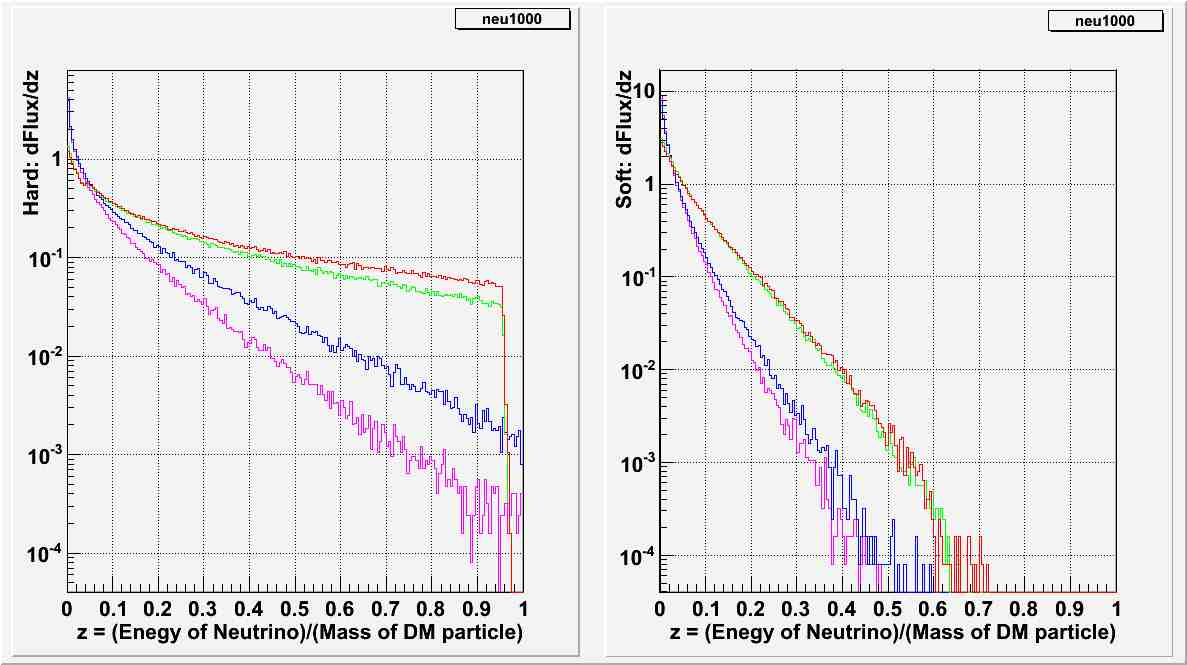 neu1000
Hard: dFlux/dz
1
10-1
10-2
10-3
10-4
0 0.1 0.2 0.3 0.4 0.5 0.6 0.7 0.8 0.9 1
z = (Enegy of Neutrino)/(Mass of DM particle)
neu1000
Soft: dFlux/dz
10
1
10-1
10-2
10-3
10-4
0 0.1 0.2 0.3 0.4 0.5 0.6 0.7 0.8 0.9 1
z = (Enegy of Neutrino)/(Mass of DM particle)